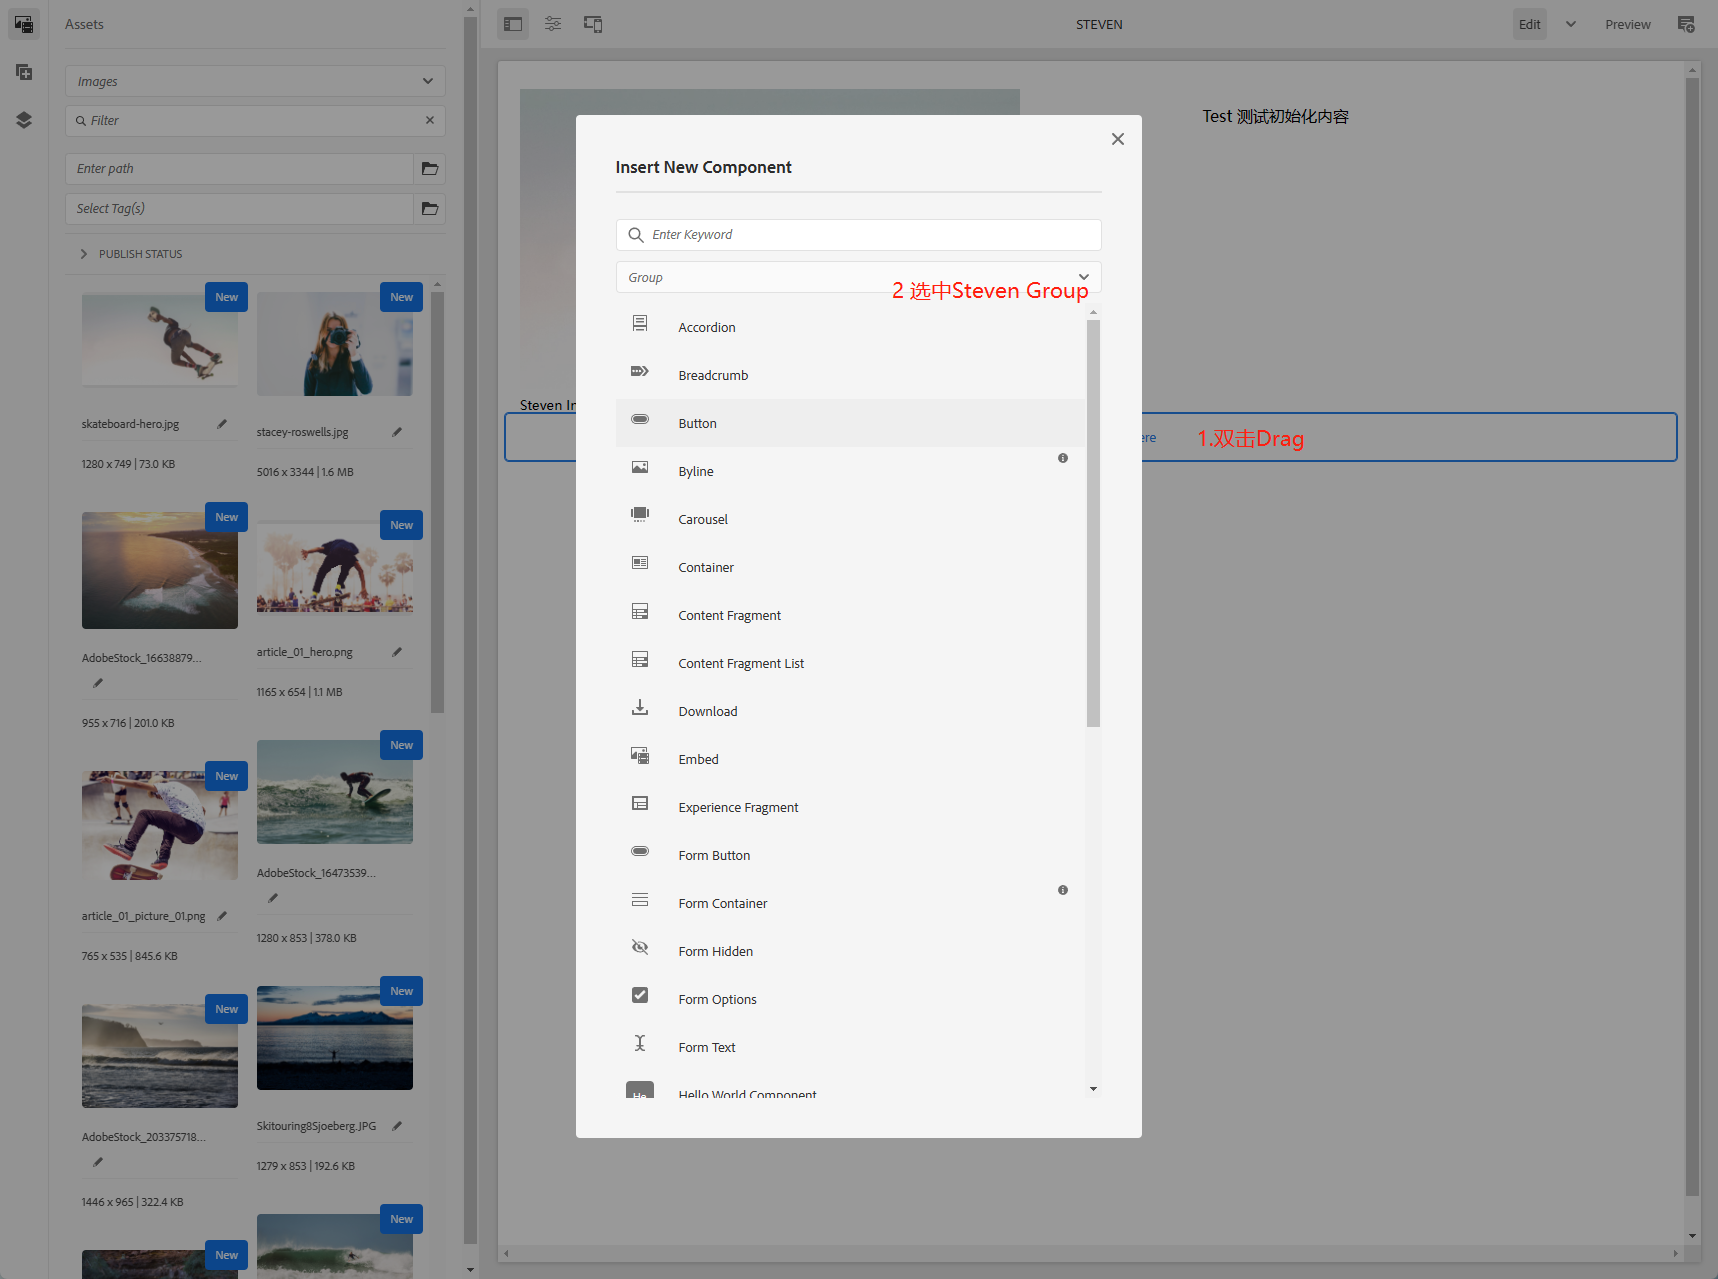 Assets
Images
Filter
Enter path
Select Tag(s)
PUBLISH STATUS
New
skateboard-hero.jpg
1280 x 749 | 73.0 KB
New
stacey-roswells.jpg
5016 x 3344 | 1.6 MB
New
AdobeStock_16638879...
955 x 716 | 201.0 KB
New
article_01_hero.png
1165 x 654 | 1.1 MB
New
article_01_picture_01.png
765 x 535 | 845.6 KB
New
AdobeStock_16473539...
1280 x 853 | 378.0 KB
New
AdobeStock_203375718...
1446 x 965 | 322.4 KB
New
Skitouring8Sjoeberg.JPG
1279 x 853 | 192.6 KB
New
New
STEVEN
Edit
Preview
Test 测试初始化内容
Steven In
ere
1.双击Drag
Insert New Component
Enter Keyword
Group
2 选中Steven Group
Accordion
Breadcrumb
Button
Byline
Carousel
Container
Content Fragment
Content Fragment List
Download
Embed
Experience Fragment
Form Button
Form Container
Form Hidden
Form Options
Form Text
He
Hello World Component